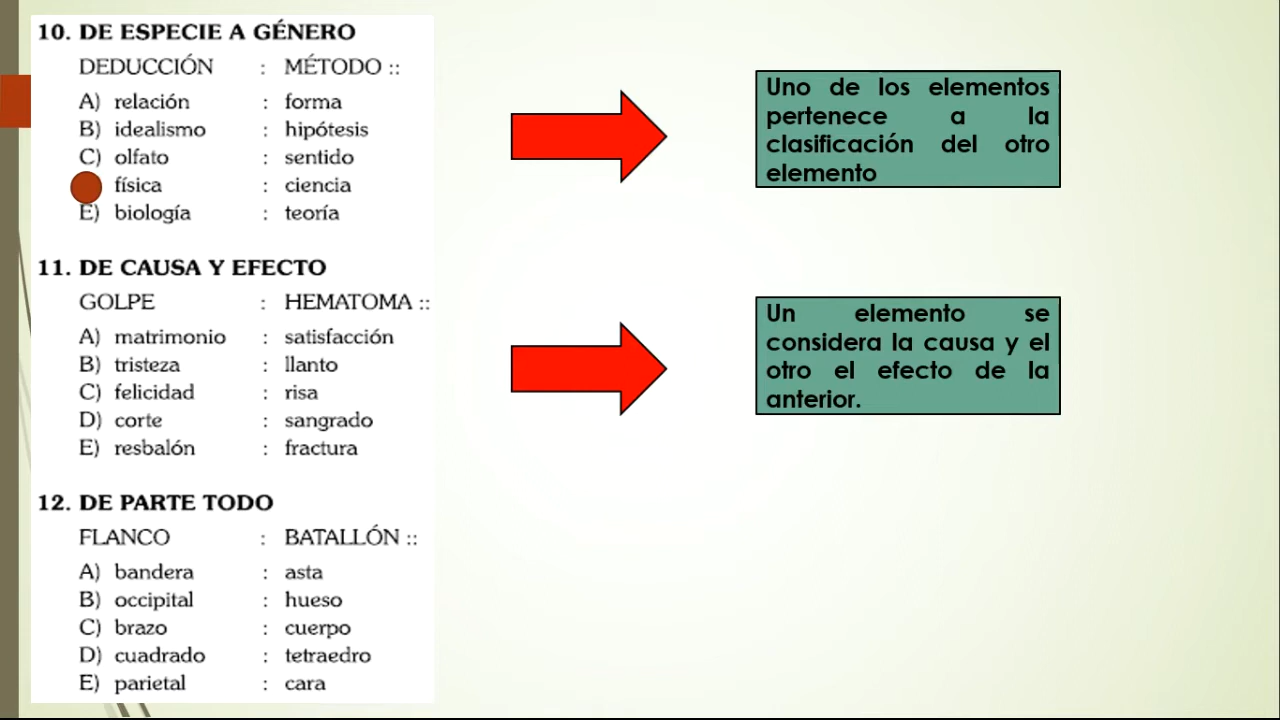 10. DE ESPECIE A GÉNERO
DEDUCCIÓN : MÉTODO ::
A) relación : forma
B) idealismo : hipótesis
C) olfato : sentido
física : ciencia
E) biología : teoría
11. DE CAUSA Y EFECTO
GOLPE : HEMATOMA ::
A) matrimonio : satisfacción
B) tristeza : llanto
C) felicidad : risa
D) corte : sangrado
E) resbalón : fractura
12. DE PARTE TODO
FLANCO : BATALLÓN ::
A) bandera : asta
B) occipital : hueso
C) brazo : cuerpo
D) cuadrado : tetraedro
E) parietal : cara
Uno de los elementos
pertenece a la
clasificación del otro
elemento
Un elemento se
considera la causa y el
otro el efecto de la
anterior.